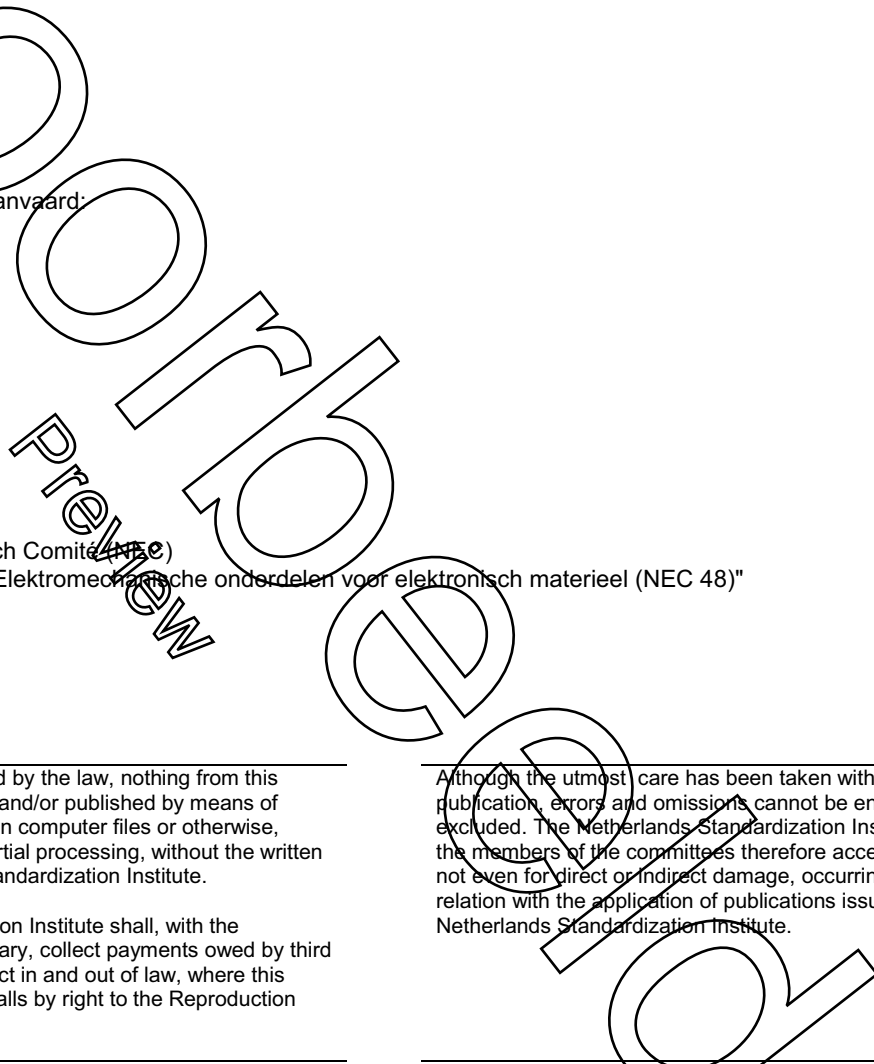 anvaard:
Preview
ch Comité (NEC)
Elektromechanische onderdelen voor elektronisch materieel (NEC 48)"
d by the law, nothing from this
and/or published by means of
n computer files or otherwise,
rtial processing, without the written
andardization Institute.
on Institute shall, with the
ary, collect payments owed by third
ct in and out of law, where this
alls by right to the Reproduction
Although the utmost care has been taken with
publication, errors and omissions cannot be en
excluded. The Netherlands Standardization Ins
the members of the committees therefore acce
not even for direct or indirect damage, occurrin
relation with the application of publications issu
Netherlands Standardization Institute.
oorbeeld